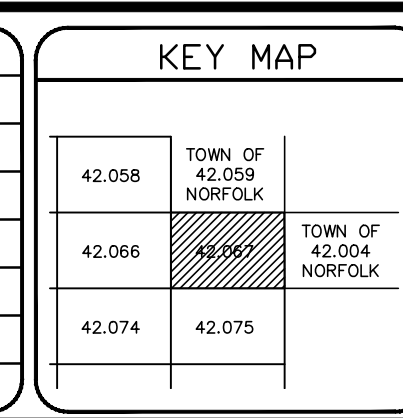 KEY MAP
42.058
TOWN OF
42.059
NORFOLK
42.066
42.067
TOWN OF
42.004
NORFOLK
42.074
42.075